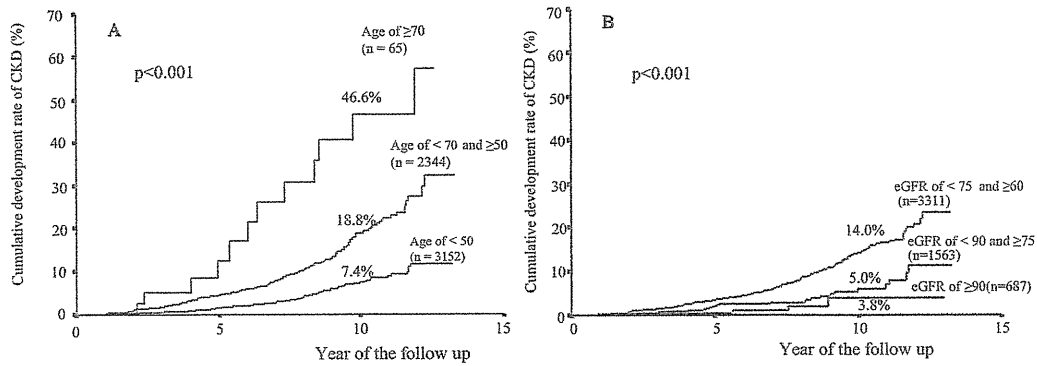 A
Age of ≥70
(n = 65)
p<0.001
46.6%
Age of < 70 and ≥50
(n = 2344)
18.8%
Age of < 50
(n = 3152)
7.4%
Cumulative development rate of CKD (%)
70
60
50
40
30
20
10
0
0
5
10
15
Year of the follow up
B
p<0.001
eGFR of < 75 and ≥60
(n=3311)
14.0%
eGFR of < 90 and ≥75
(n=1563)
5.0%
eGFR of ≥90(n=687)
3.8%
Cumulative development rate of CKD (%)
70
60
50
40
30
20
10
0
0
5
10
15
Year of the follow up